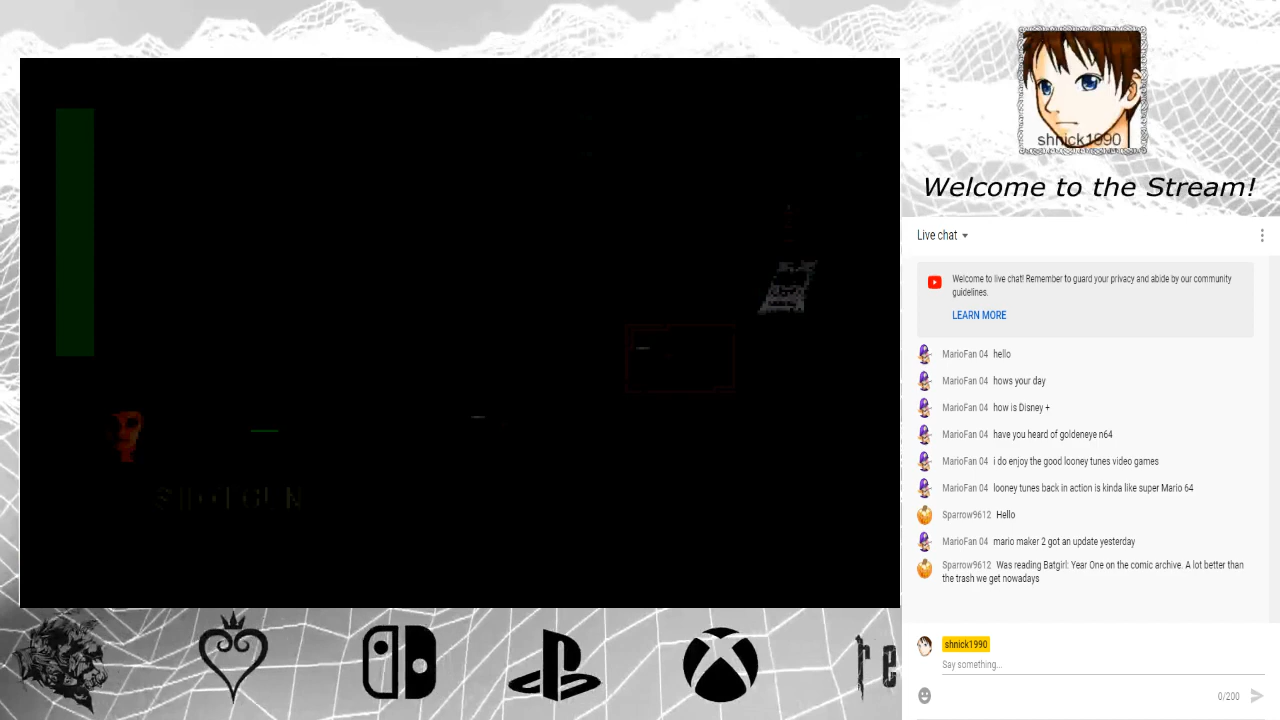 shnick1990
Welcome to the Stream!
Live chat
Welcome to live chat! Remember to guard your privacy and abide by our community
guidelines.
LEARN MORE
MarioFan 04 hello
MarioFan 04 hows your day
MarioFan 04 how is Disney +
MarioFan 04 have you heard of goldeneye n64
MarioFan 04 i do enjoy the good looney tunes video games
MarioFan 04 looney tunes back in action is kinda like super Mario 64
Sparrow9612 Hello
MarioFan 04 mario maker 2 got an update yesterday
Sparrow9612 Was reading Batgirl: Year One on the comic archive. A lot better than
the trash we get nowadays
shnick1990
Say something...
0/200
SHOTGUN
re